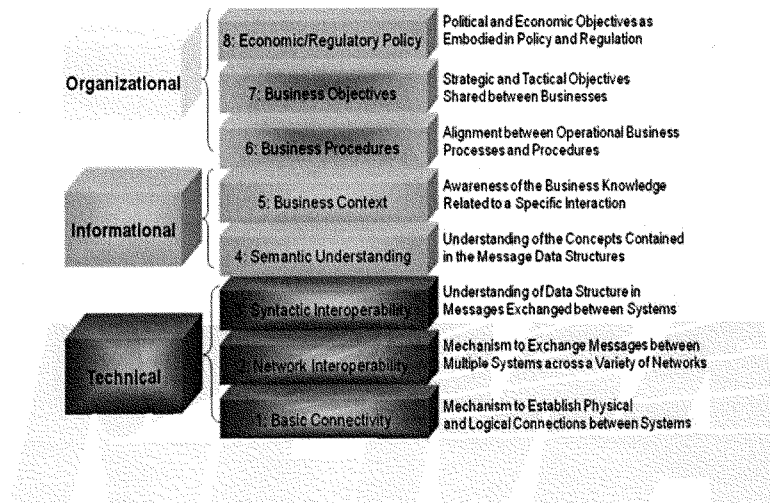 Organizational
8: Economic/Regulatory Policy
Political and Economic Objectives as
Embodied in Policy and Regulation
7: Business Objectives
Strategic and Tactical Objectives
Shared between Businesses
6: Business Procedures
Alignment between Operational Business
Processes and Procedures
Informational
5: Business Context
Awareness of the Business Knowledge
Related to a Specific Interaction
4: Semantic Understanding
Understanding of the Concepts Contained
in the Message Data Structures
Technical
3: Syntactic Interoperability
Understanding of Data Structure in
Messages Exchanged between Systems
2: Network Interoperability
Mechanism to Exchange Messages between
Multiple Systems across a Variety of Networks
1: Basic Connectivity
Mechanism to Establish Physical
and Logical Connections between Systems